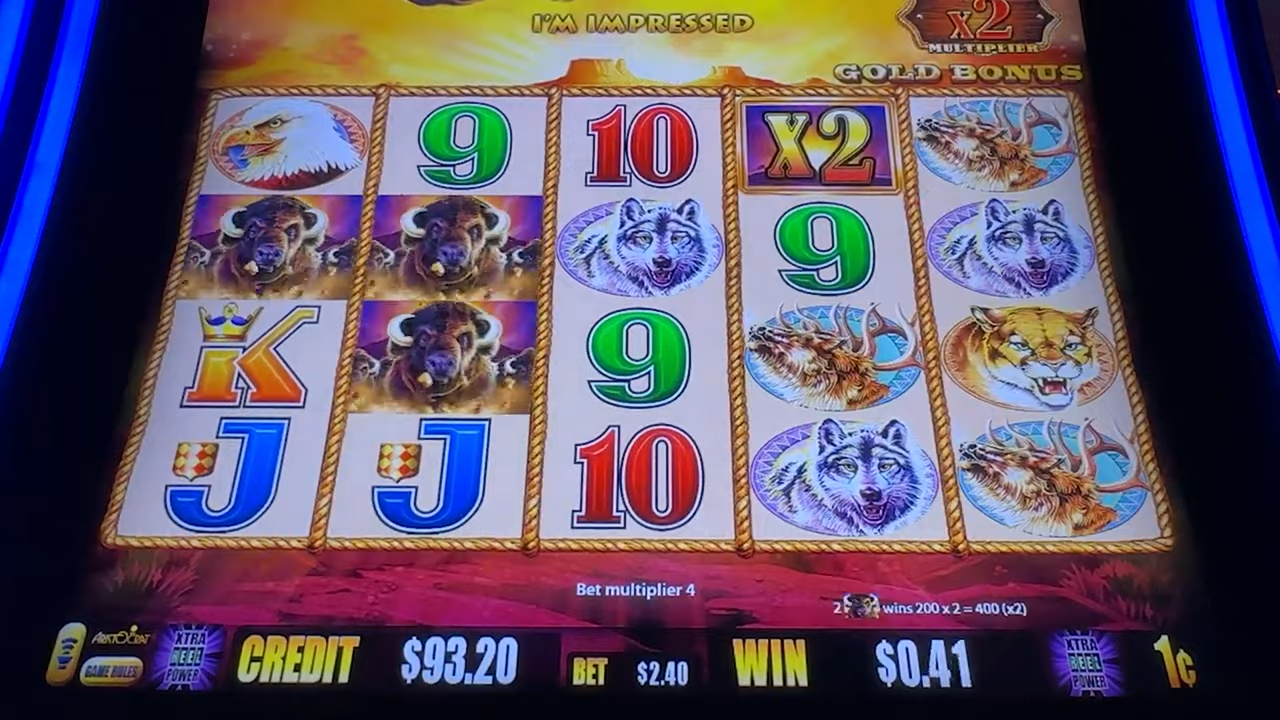 I'M IMPRESSED
x2
MULTIPLIER
GOLD BONUS
9 10 X2
9
K 9
J J 10
Bet multiplier 4
2 wins 200 x 2 = 400 (x2)
ARISTOCRAT
GAME RULES
XTRA
REEL
POWER
CREDIT $93.20 BET $2.40 WIN $0.41
XTRA
REEL
POWER
1¢